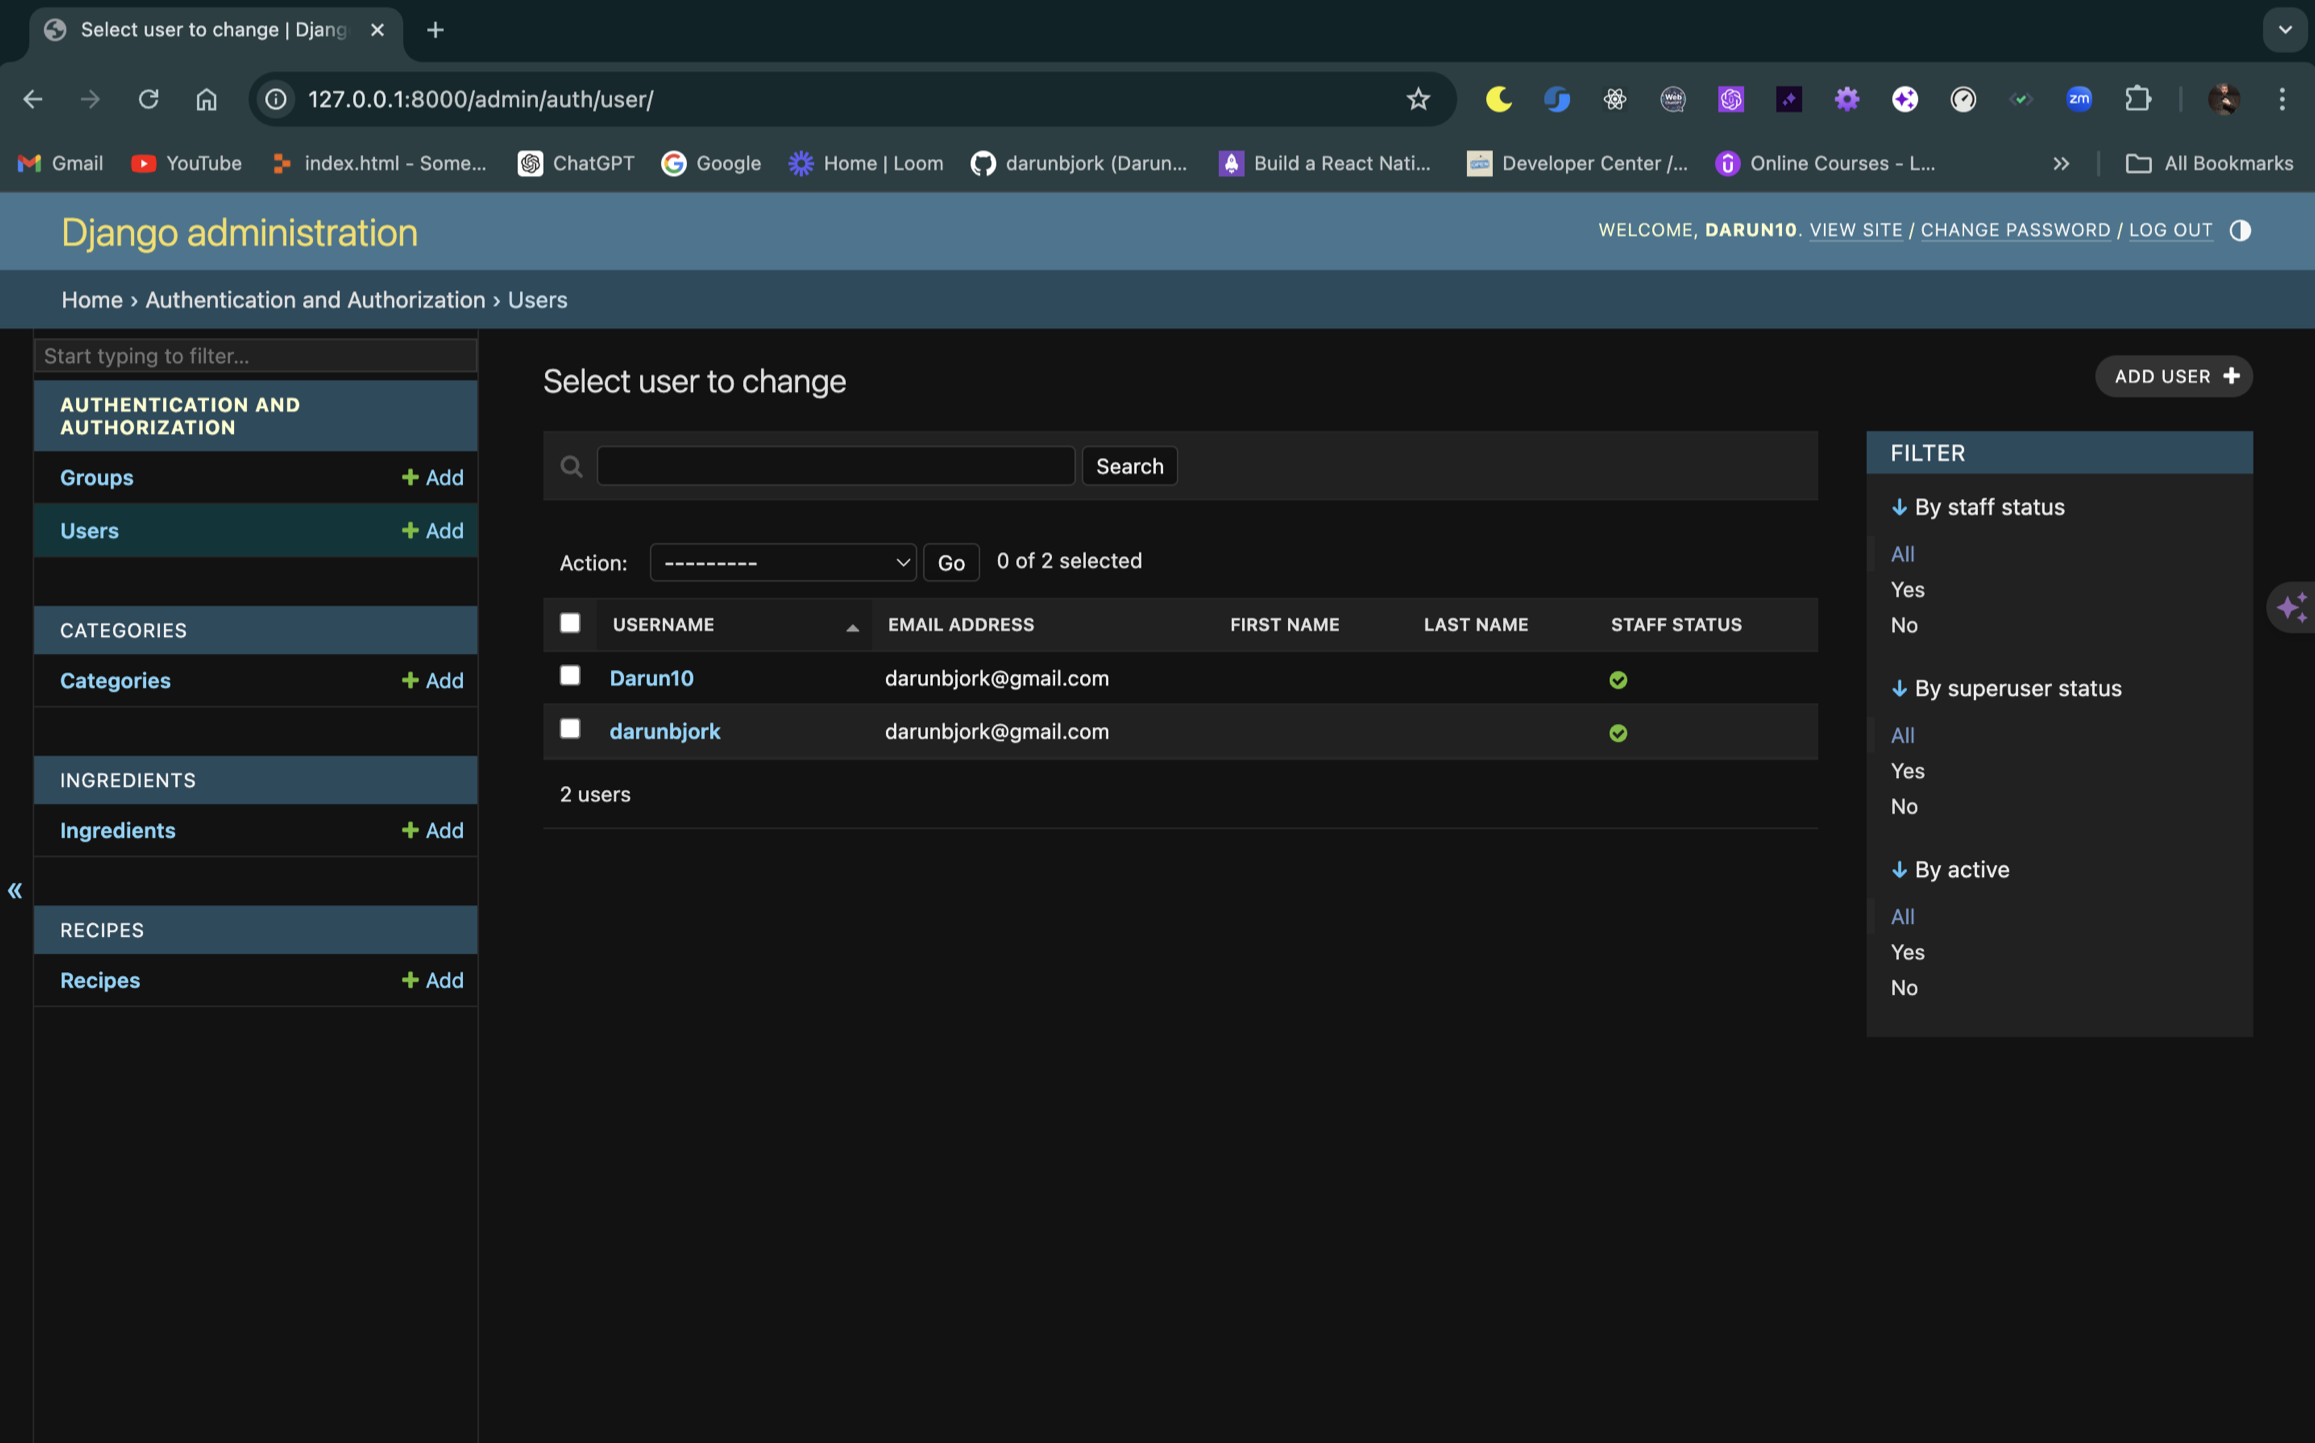 Select user to change | Djang
127.0.0.1:8000/admin/auth/user/
Gmail
YouTube
index.html - Some...
ChatGPT
Google
Home | Loom
darunbjork (Darun...
Build a React Nati...
Developer Center /...
Online Courses - L...
All Bookmarks
Django administration
WELCOME, DARUN10. VIEW SITE / CHANGE PASSWORD / LOG OUT
Home › Authentication and Authorization › Users
Start typing to filter...
AUTHENTICATION AND
AUTHORIZATION
Groups
Add
Users
Add
CATEGORIES
Categories
Add
INGREDIENTS
Ingredients
Add
RECIPES
Recipes
Add
Select user to change
ADD USER
Search
Action: --------- Go 0 of 2 selected
USERNAME EMAIL ADDRESS FIRST NAME LAST NAME STAFF STATUS
Darun10 darunbjork@gmail.com
darunbjork darunbjork@gmail.com
2 users
FILTER
By staff status
All
Yes
No
By superuser status
All
Yes
No
By active
All
Yes
No
zm